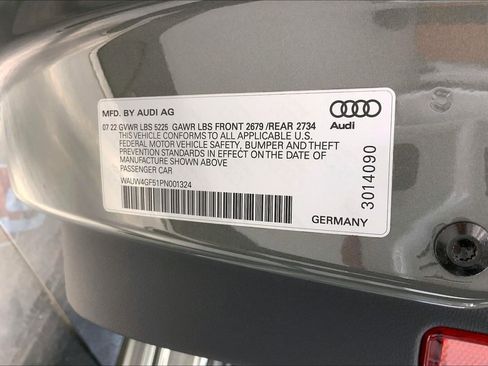 MFD. BY AUDI AG
07 22 GVWR LBS 5225 GAWR LBS FRONT 2679 /REAR 2734
THIS VEHICLE CONFORMS TO ALL APPLICABLE U.S.
FEDERAL MOTOR VEHICLE SAFETY, BUMPER AND THEFT
PREVENTION STANDARDS IN EFFECT ON THE DATE OF
MANUFACTURE SHOWN ABOVE
PASSENGER CAR
WAUW4GF51PN001324
Audi
3014090
GERMANY